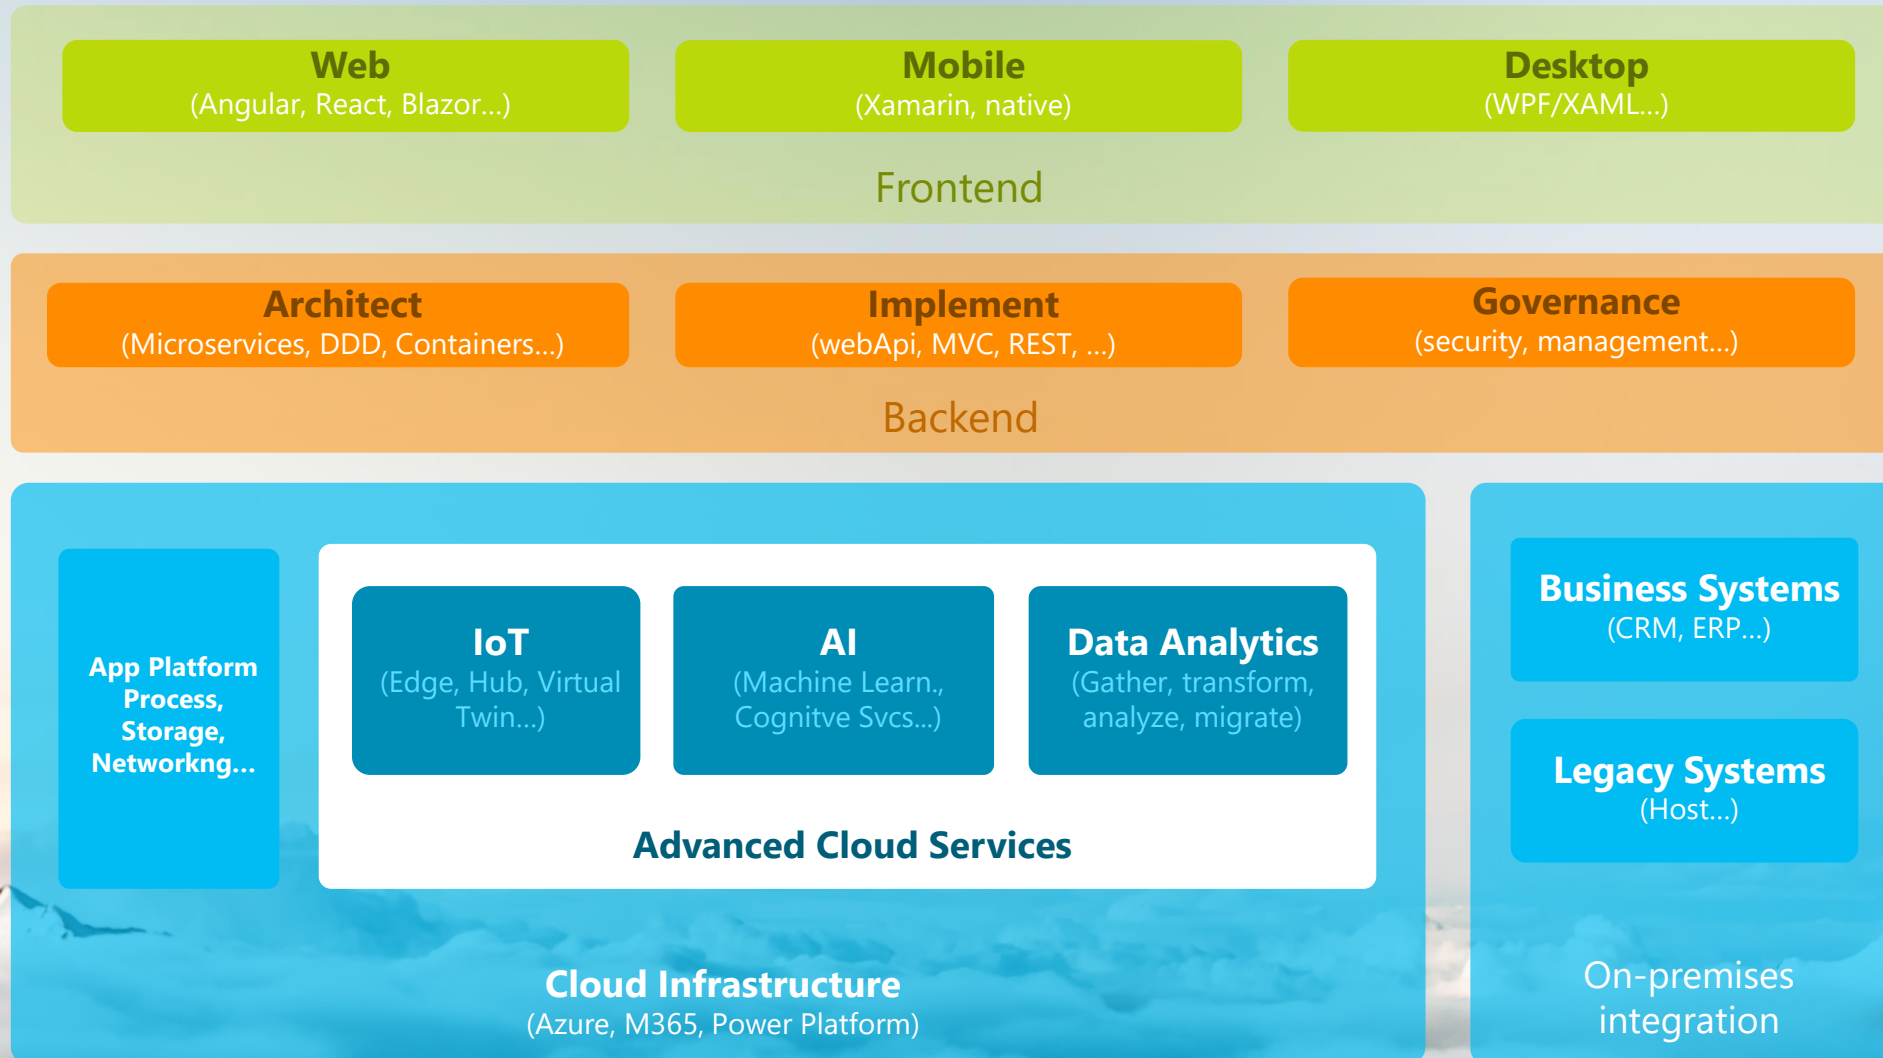 Web
(Angular, React, Blazor...)
Mobile
(Xamarin, native)
Desktop
(WPF/XAML...)
Frontend
Architect
(Microservices, DDD, Containers...)
Implement
(webApi, MVC, REST, ...)
Governance
(security, management...)
Backend
App Platform
Process,
Storage,
Networkng...
IoT
(Edge, Hub, Virtual
Twin...)
AI
(Machine Learn.,
Cognitve Svcs...)
Data Analytics
(Gather, transform,
analyze, migrate)
Advanced Cloud Services
Cloud Infrastructure
(Azure, M365, Power Platform)
Business Systems
(CRM, ERP...)
Legacy Systems
(Host...)
On-premises
integration